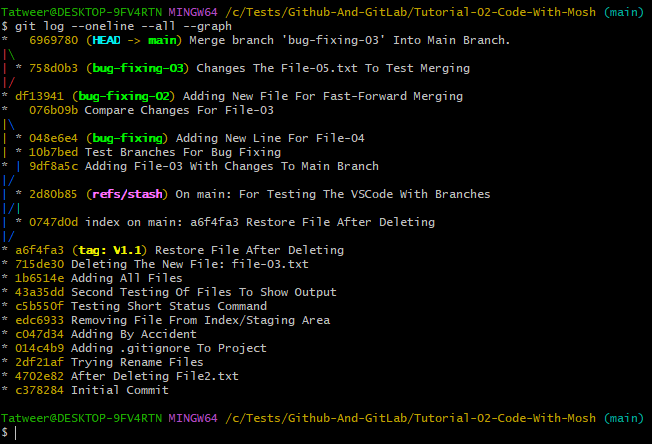 Tatweer@DESKTOP-9FV4RTN MINGW64 /c/Tests/Github-And-GitLab/Tutorial-02-Code-With-Mosh (main)
$ git log --oneline --all --graph
*   6969780 (HEAD -> main) Merge branch 'bug-fixing-03' Into Main Branch.
|\
| * 758d0b3 (bug-fixing-03) Changes The File-05.txt To Test Merging
|/
* df13941 (bug-fixing-02) Adding New File For Fast-Forward Merging
*   076b09b Compare Changes For File-03
|\
| * 048e6e4 (bug-fixing) Adding New Line For File-04
| * 10b7bed Test Branches For Bug Fixing
* | 9df8a5c Adding File-03 With Changes To Main Branch
|/
| * 2d80b85 (refs/stash) On main: For Testing The VSCode With Branches
|/|
| * 0747d0d index on main: a6f4fa3 Restore File After Deleting
|/
* a6f4fa3 (tag: V1.1) Restore File After Deleting
* 715de30 Deleting The New File: file-03.txt
* 1b6514e Adding All Files
* 43a35dd Second Testing Of Files To Show Output
* c5b550f Testing Short Status Command
* edc6933 Removing File From Index/Staging Area
* c047d34 Adding By Accident
* 014c4b9 Adding .gitignore To Project
* 2df21af Trying Rename Files
* 4702e82 After Deleting File2.txt
* c378284 Initial Commit
Tatweer@DESKTOP-9FV4RTN MINGW64 /c/Tests/Github-And-GitLab/Tutorial-02-Code-With-Mosh (main)
$